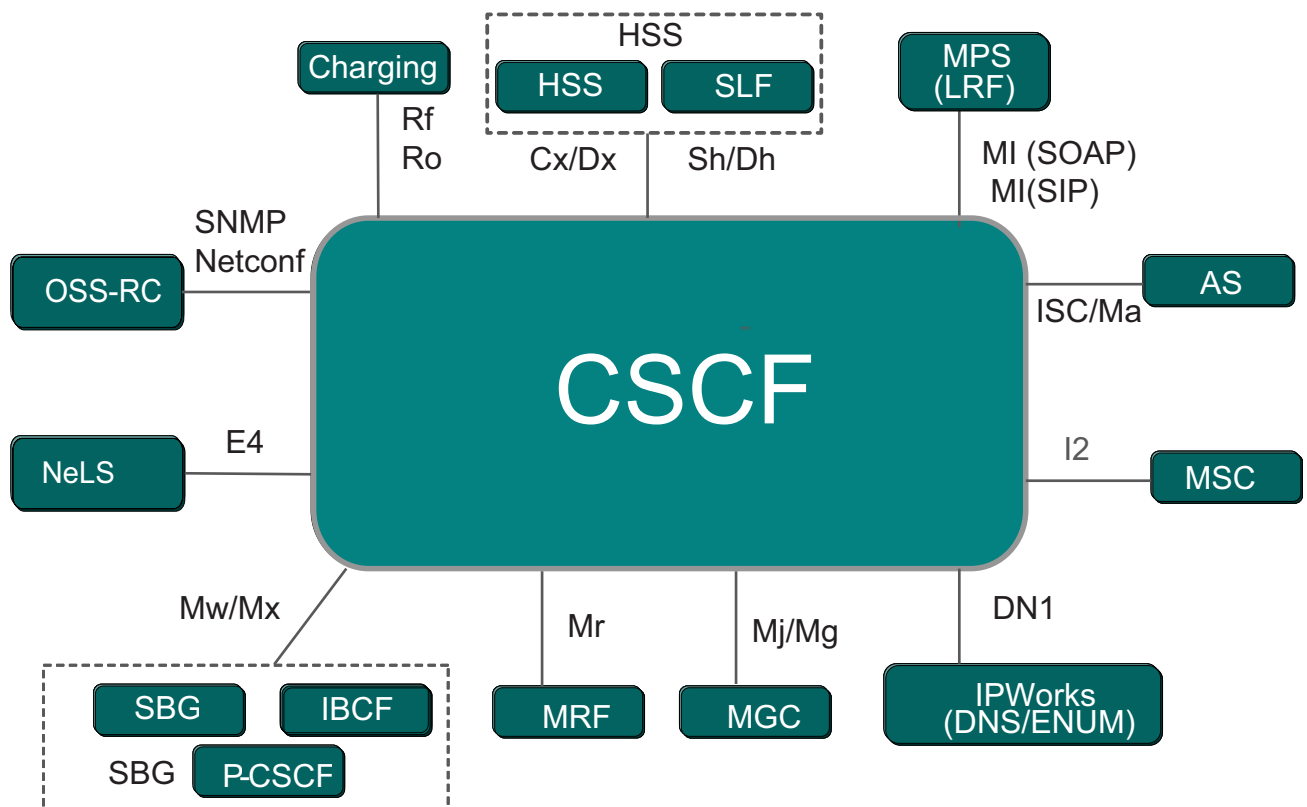 HSS
Charging
HSS
SLF
MPS
(LRF)
Rf
Ro
Cx/Dx
Sh/Dh
MI (SOAP)
MI(SIP)
SNMP
Netconf
OSS-RC
AS
ISC/Ma
CSCF
E4
NeLS
I2
MSC
Mw/Mx
Mr
Mj/Mg
DN1
SBG
IBCF
SBG
P-CSCF
MRF
MGC
IPWorks
(DNS/ENUM)